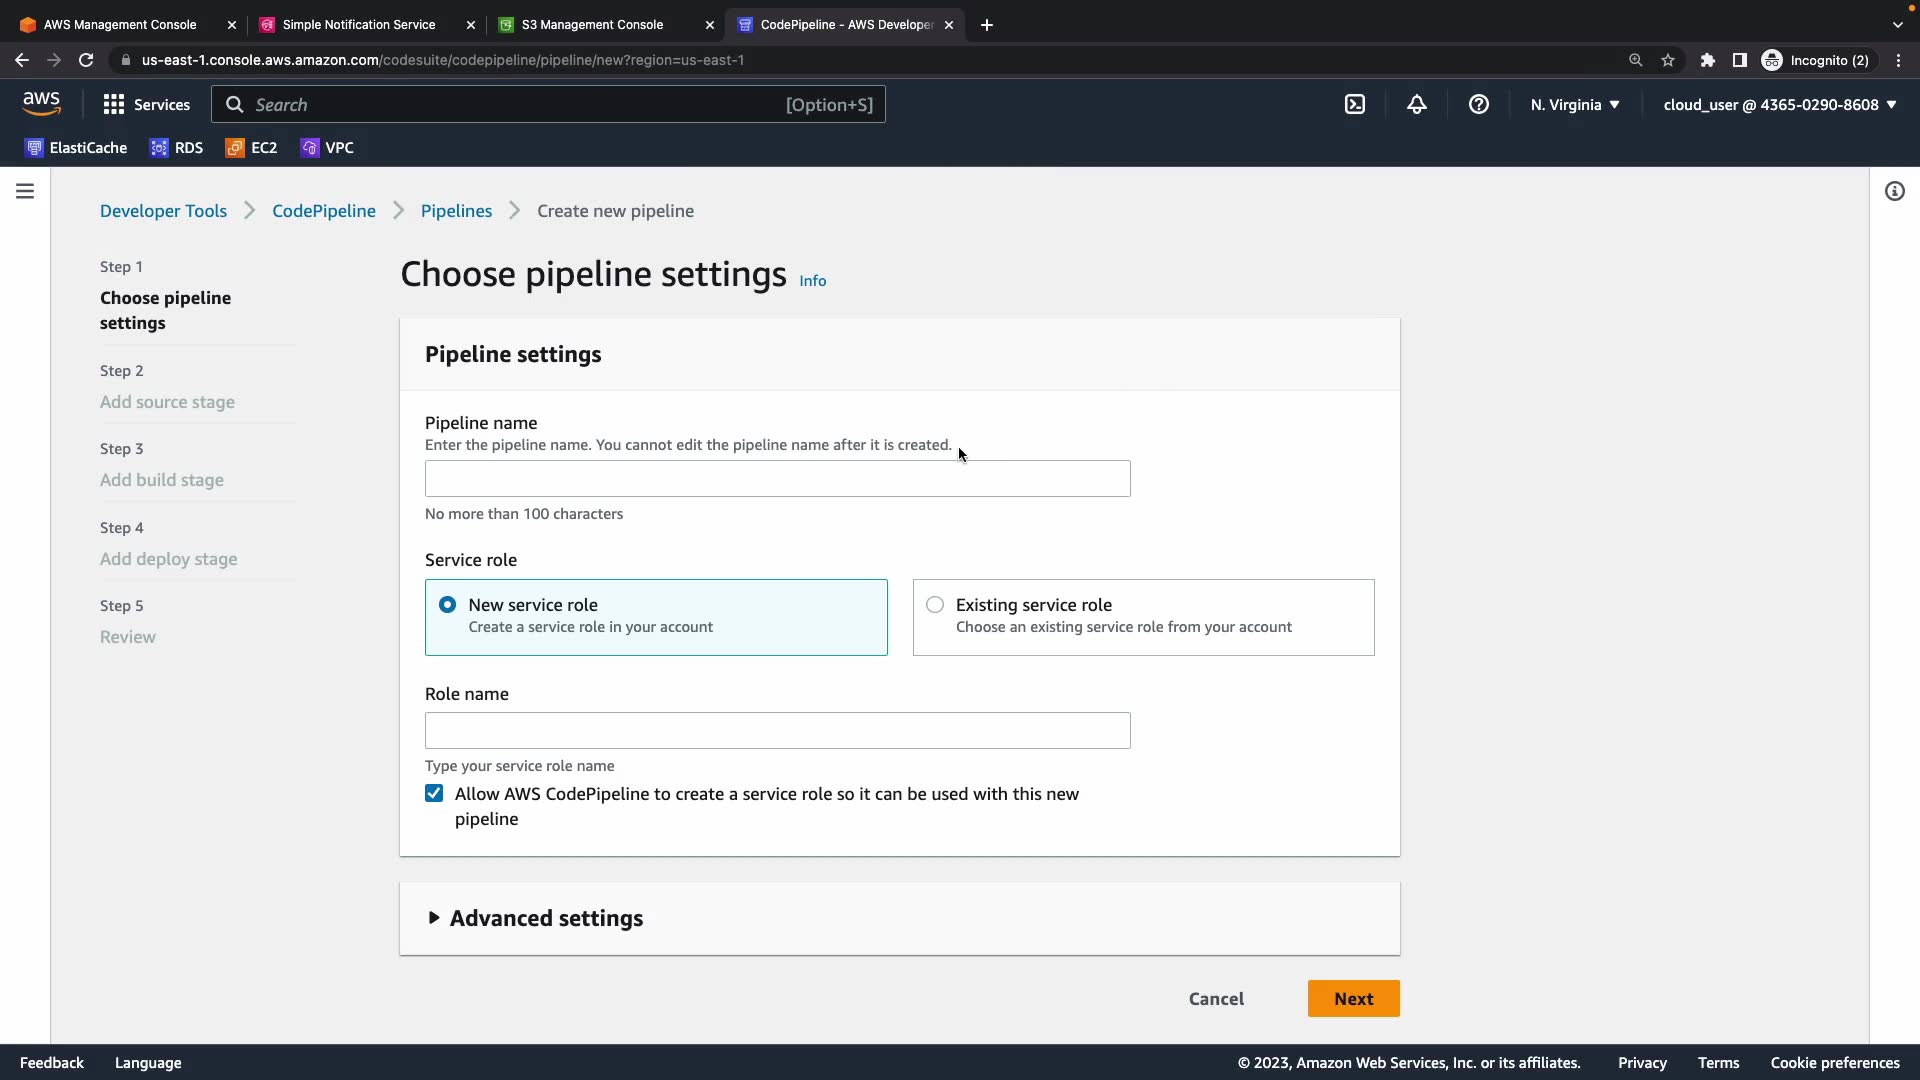 AWS Management Console
Simple Notification Service
S3 Management Console
CodePipeline - AWS Developer
us-east-1.console.aws.amazon.com/codesuite/codepipeline/pipeline/new?region=us-east-1
Incognito (2)
aws
Services
Search
[Option+S]
N. Virginia
cloud_user @ 4365-0290-8608
ElastiCache
RDS
EC2
VPC
Developer Tools
CodePipeline
Pipelines
Create new pipeline
Step 1
Choose pipeline
settings
Step 2
Add source stage
Step 3
Add build stage
Step 4
Add deploy stage
Step 5
Review
Choose pipeline settings Info
Pipeline settings
Pipeline name
Enter the pipeline name. You cannot edit the pipeline name after it is created.
No more than 100 characters
Service role
New service role
Create a service role in your account
Existing service role
Choose an existing service role from your account
Role name
Type your service role name
Allow AWS CodePipeline to create a service role so it can be used with this new
pipeline
Advanced settings
Cancel
Next
Feedback
Language
© 2023, Amazon Web Services, Inc. or its affiliates.
Privacy
Terms
Cookie preferences